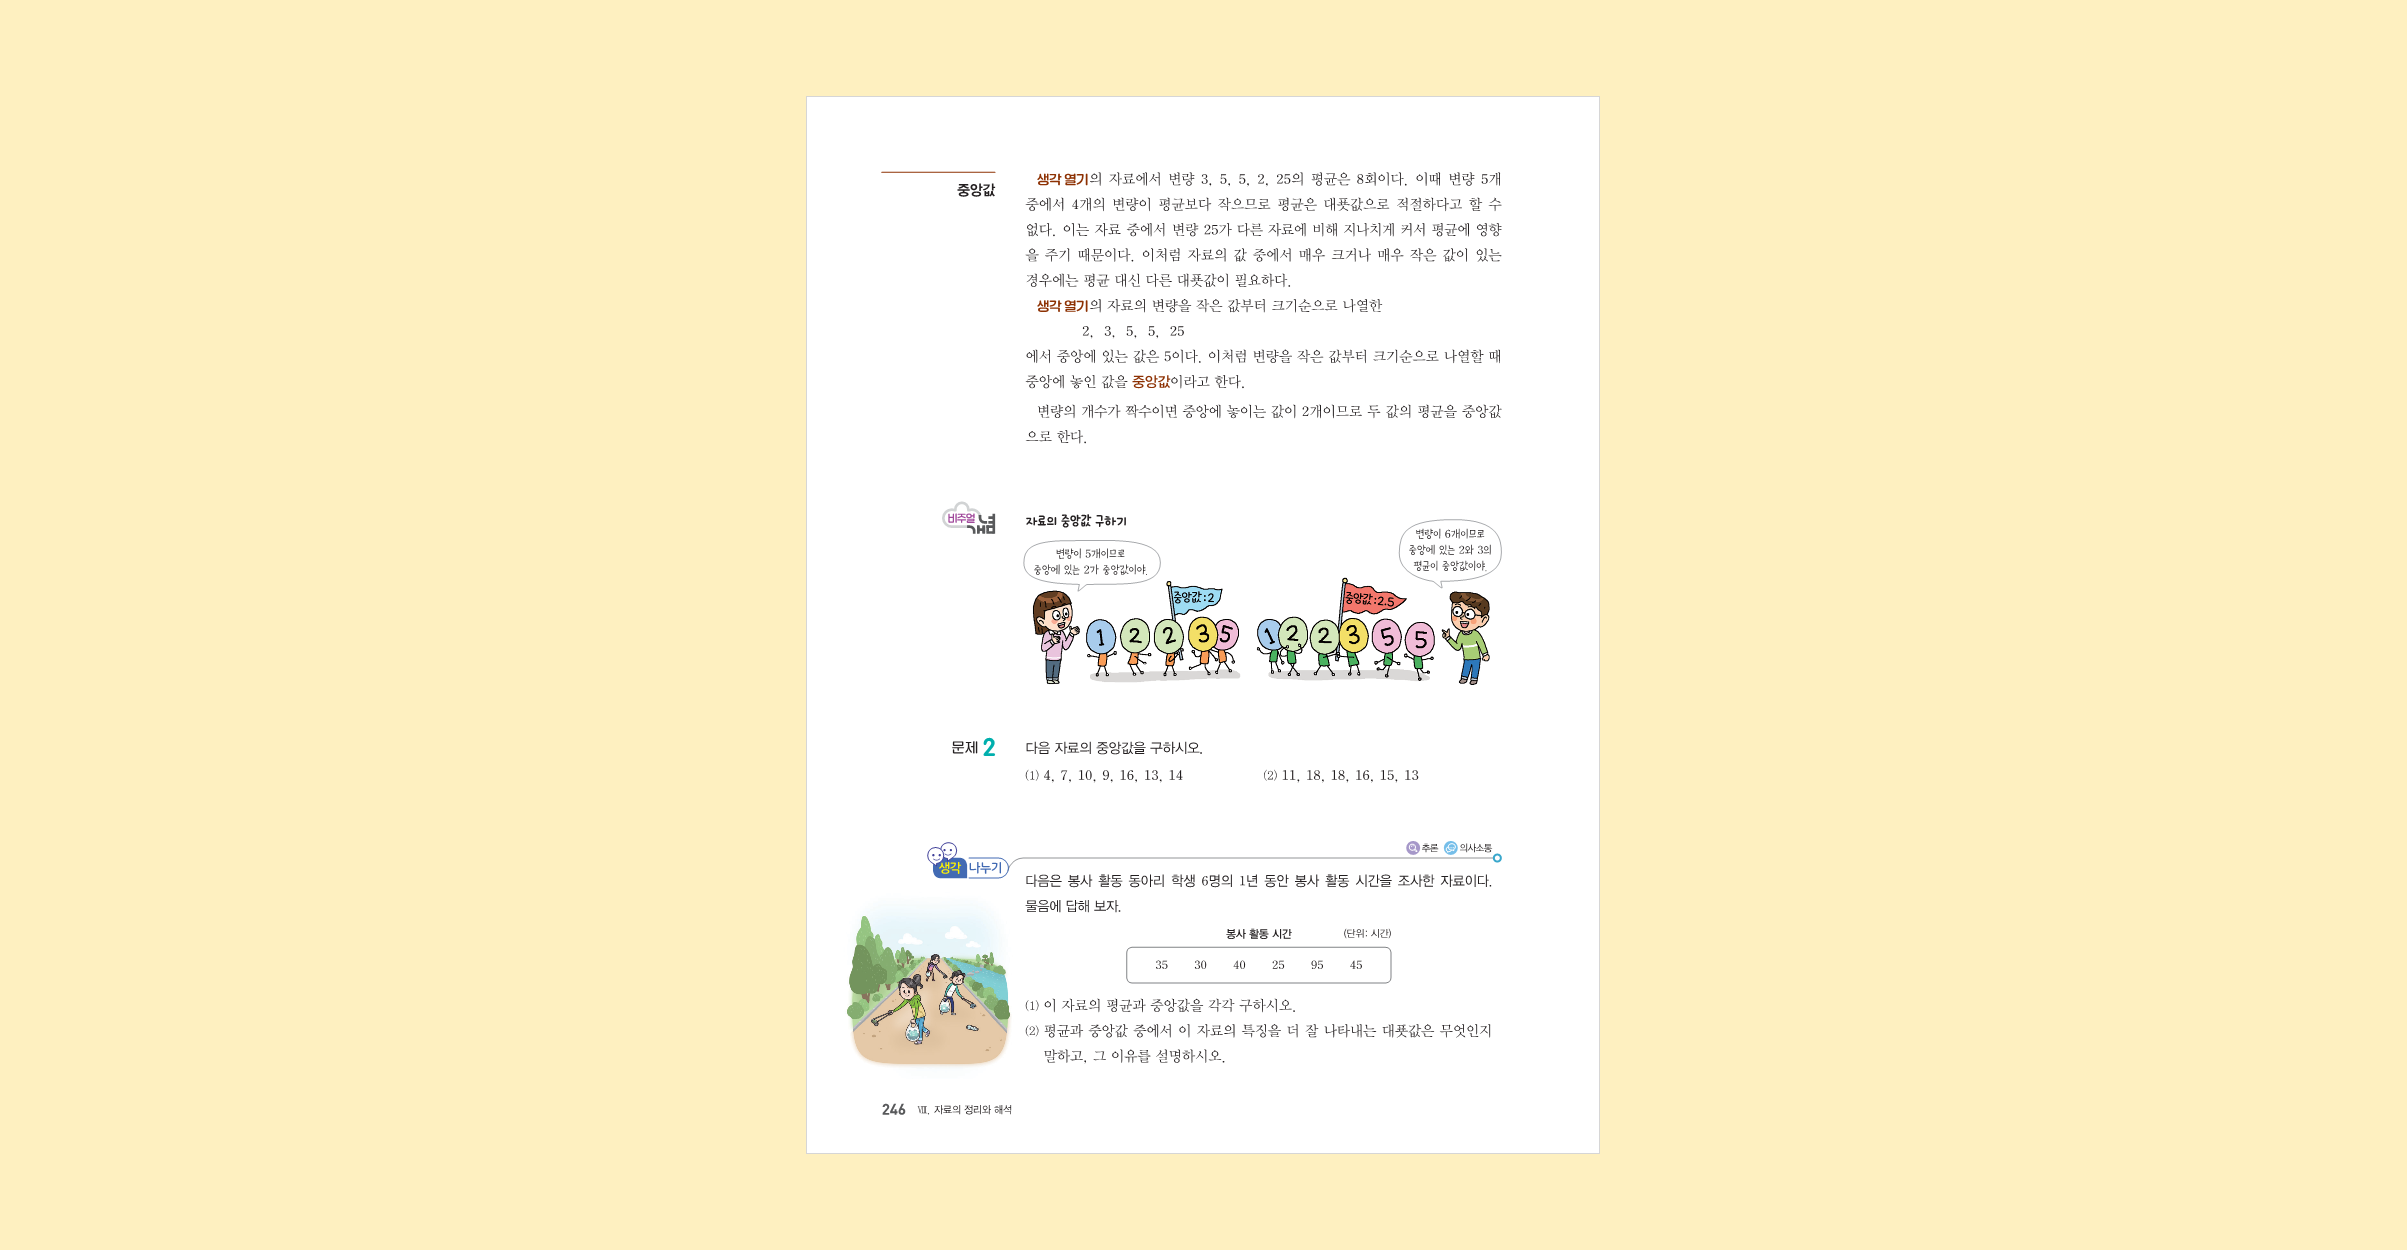 중앙값
생각 열기의 자료에서 변량 3, 5, 5, 2, 25의 평균은 8회이다. 이때 변량 5개
중에서 4개의 변량이 평균보다 작으므로 평균은 대푯값으로 적절하다고 할 수
없다. 이는 자료 중에서 변량 25가 다른 자료에 비해 지나치게 커서 평균에 영향
을 주기 때문이다. 이처럼 자료의 값 중에서 매우 크거나 매우 작은 값이 있는
경우에는 평균 대신 다른 대푯값이 필요하다.
생각 열기의 자료의 변량을 작은 값부터 크기순으로 나열한
2, 3, 5, 5, 25
에서 중앙에 있는 값은 5이다. 이처럼 변량을 작은 값부터 크기순으로 나열할 때
중앙에 놓인 값을 중앙값이라고 한다.
변량의 개수가 짝수이면 중앙에 놓이는 값이 2개이므로 두 값의 평균을 중앙값
으로 한다.
비주얼 개념
자료의 중앙값 구하기
변량이 5개이므로
중앙에 있는 2가 중앙값이야.
변량이 6개이므로
중앙에 있는 2와 3의
평균이 중앙값이야.
중앙값:2
중앙값:2.5
1 2 2 3 5
1 2 2 3 5 5
문제 2
다음 자료의 중앙값을 구하시오.
(1) 4, 7, 10, 9, 16, 13, 14
(2) 11, 18, 18, 16, 15, 13
생각 나누기
추론 의사소통
다음은 봉사 활동 동아리 학생 6명의 1년 동안 봉사 활동 시간을 조사한 자료이다.
물음에 답해 보자.
봉사 활동 시간 (단위: 시간)
35 30 40 25 95 45
(1) 이 자료의 평균과 중앙값을 각각 구하시오.
(2) 평균과 중앙값 중에서 이 자료의 특징을 더 잘 나타내는 대푯값은 무엇인지
말하고, 그 이유를 설명하시오.
246 Ⅶ. 자료의 정리와 해석